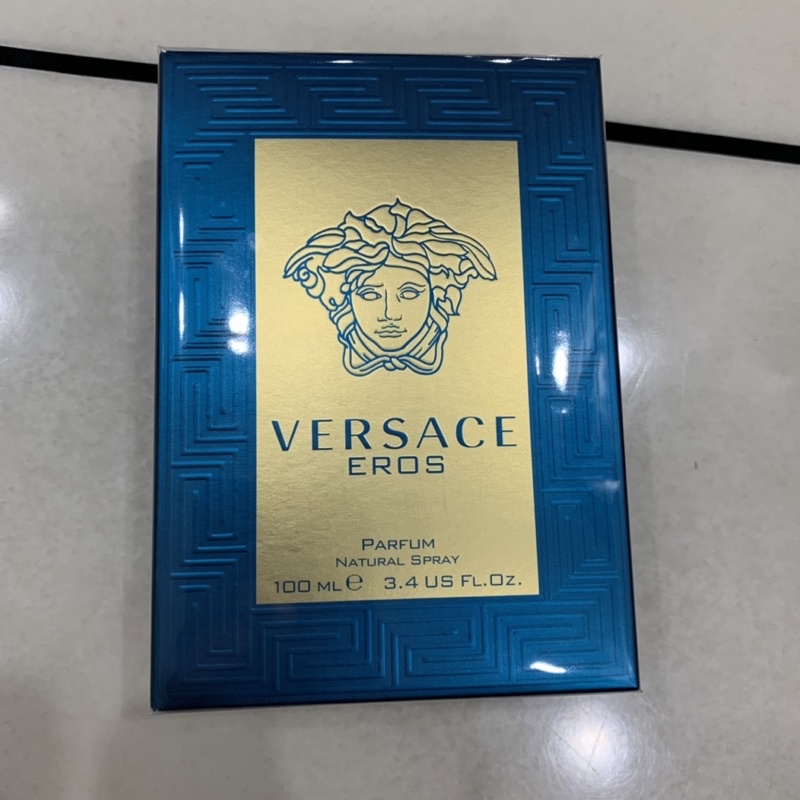 VERSACE
EROS
PARFUM
NATURAL SPRAY
100 ML ℮ 3.4 US FL.OZ.